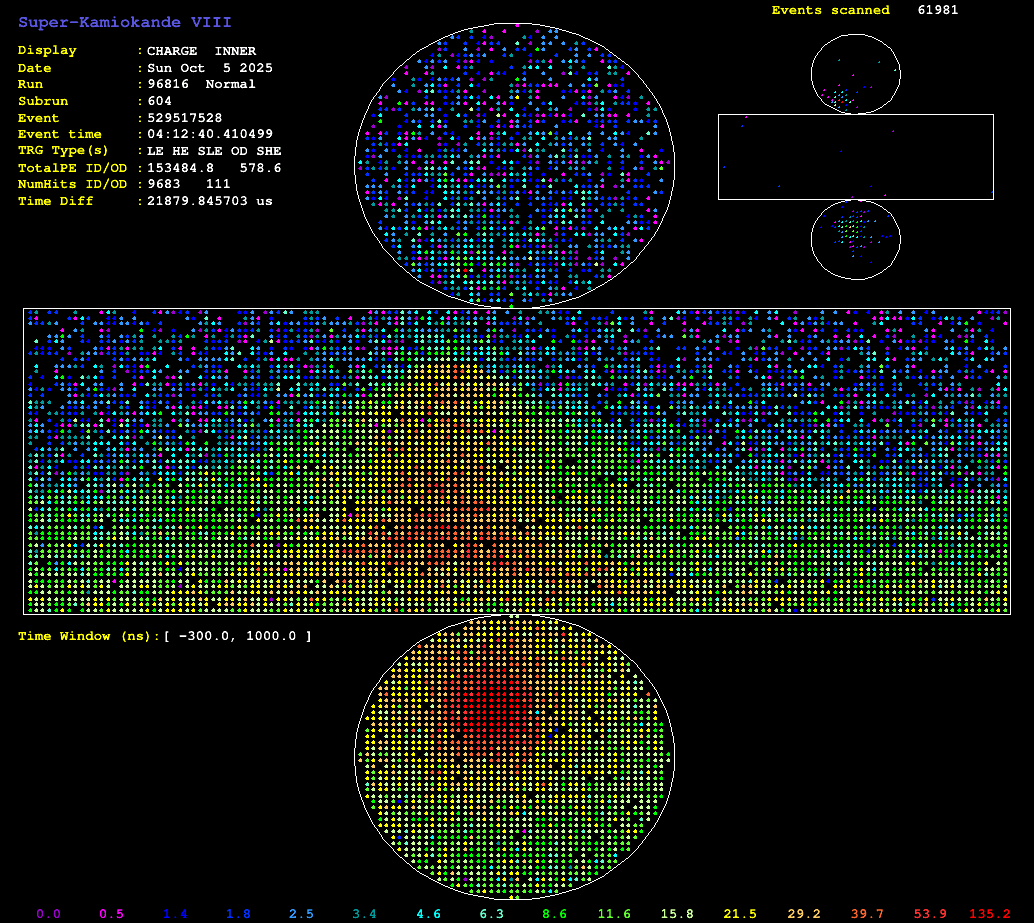 Super-Kamiokande VIII
Events scanned 61981
Display : CHARGE INNER
Date : Sun Oct 5 2025
Run : 96816 Normal
Subrun : 604
Event : 529517528
Event time : 04:12:40.410499
TRG Type(s) : LE HE SLE OD SHE
TotalPE ID/OD : 153484.8 578.6
NumHits ID/OD : 9683 111
Time Diff : 21879.845703 us
Time Window (ns):[ -300.0, 1000.0 ]
0.0 0.5 1.4 1.8 2.5 3.4 4.6 6.3 8.6 11.6 15.8 21.5 29.2 39.7 53.9 135.2